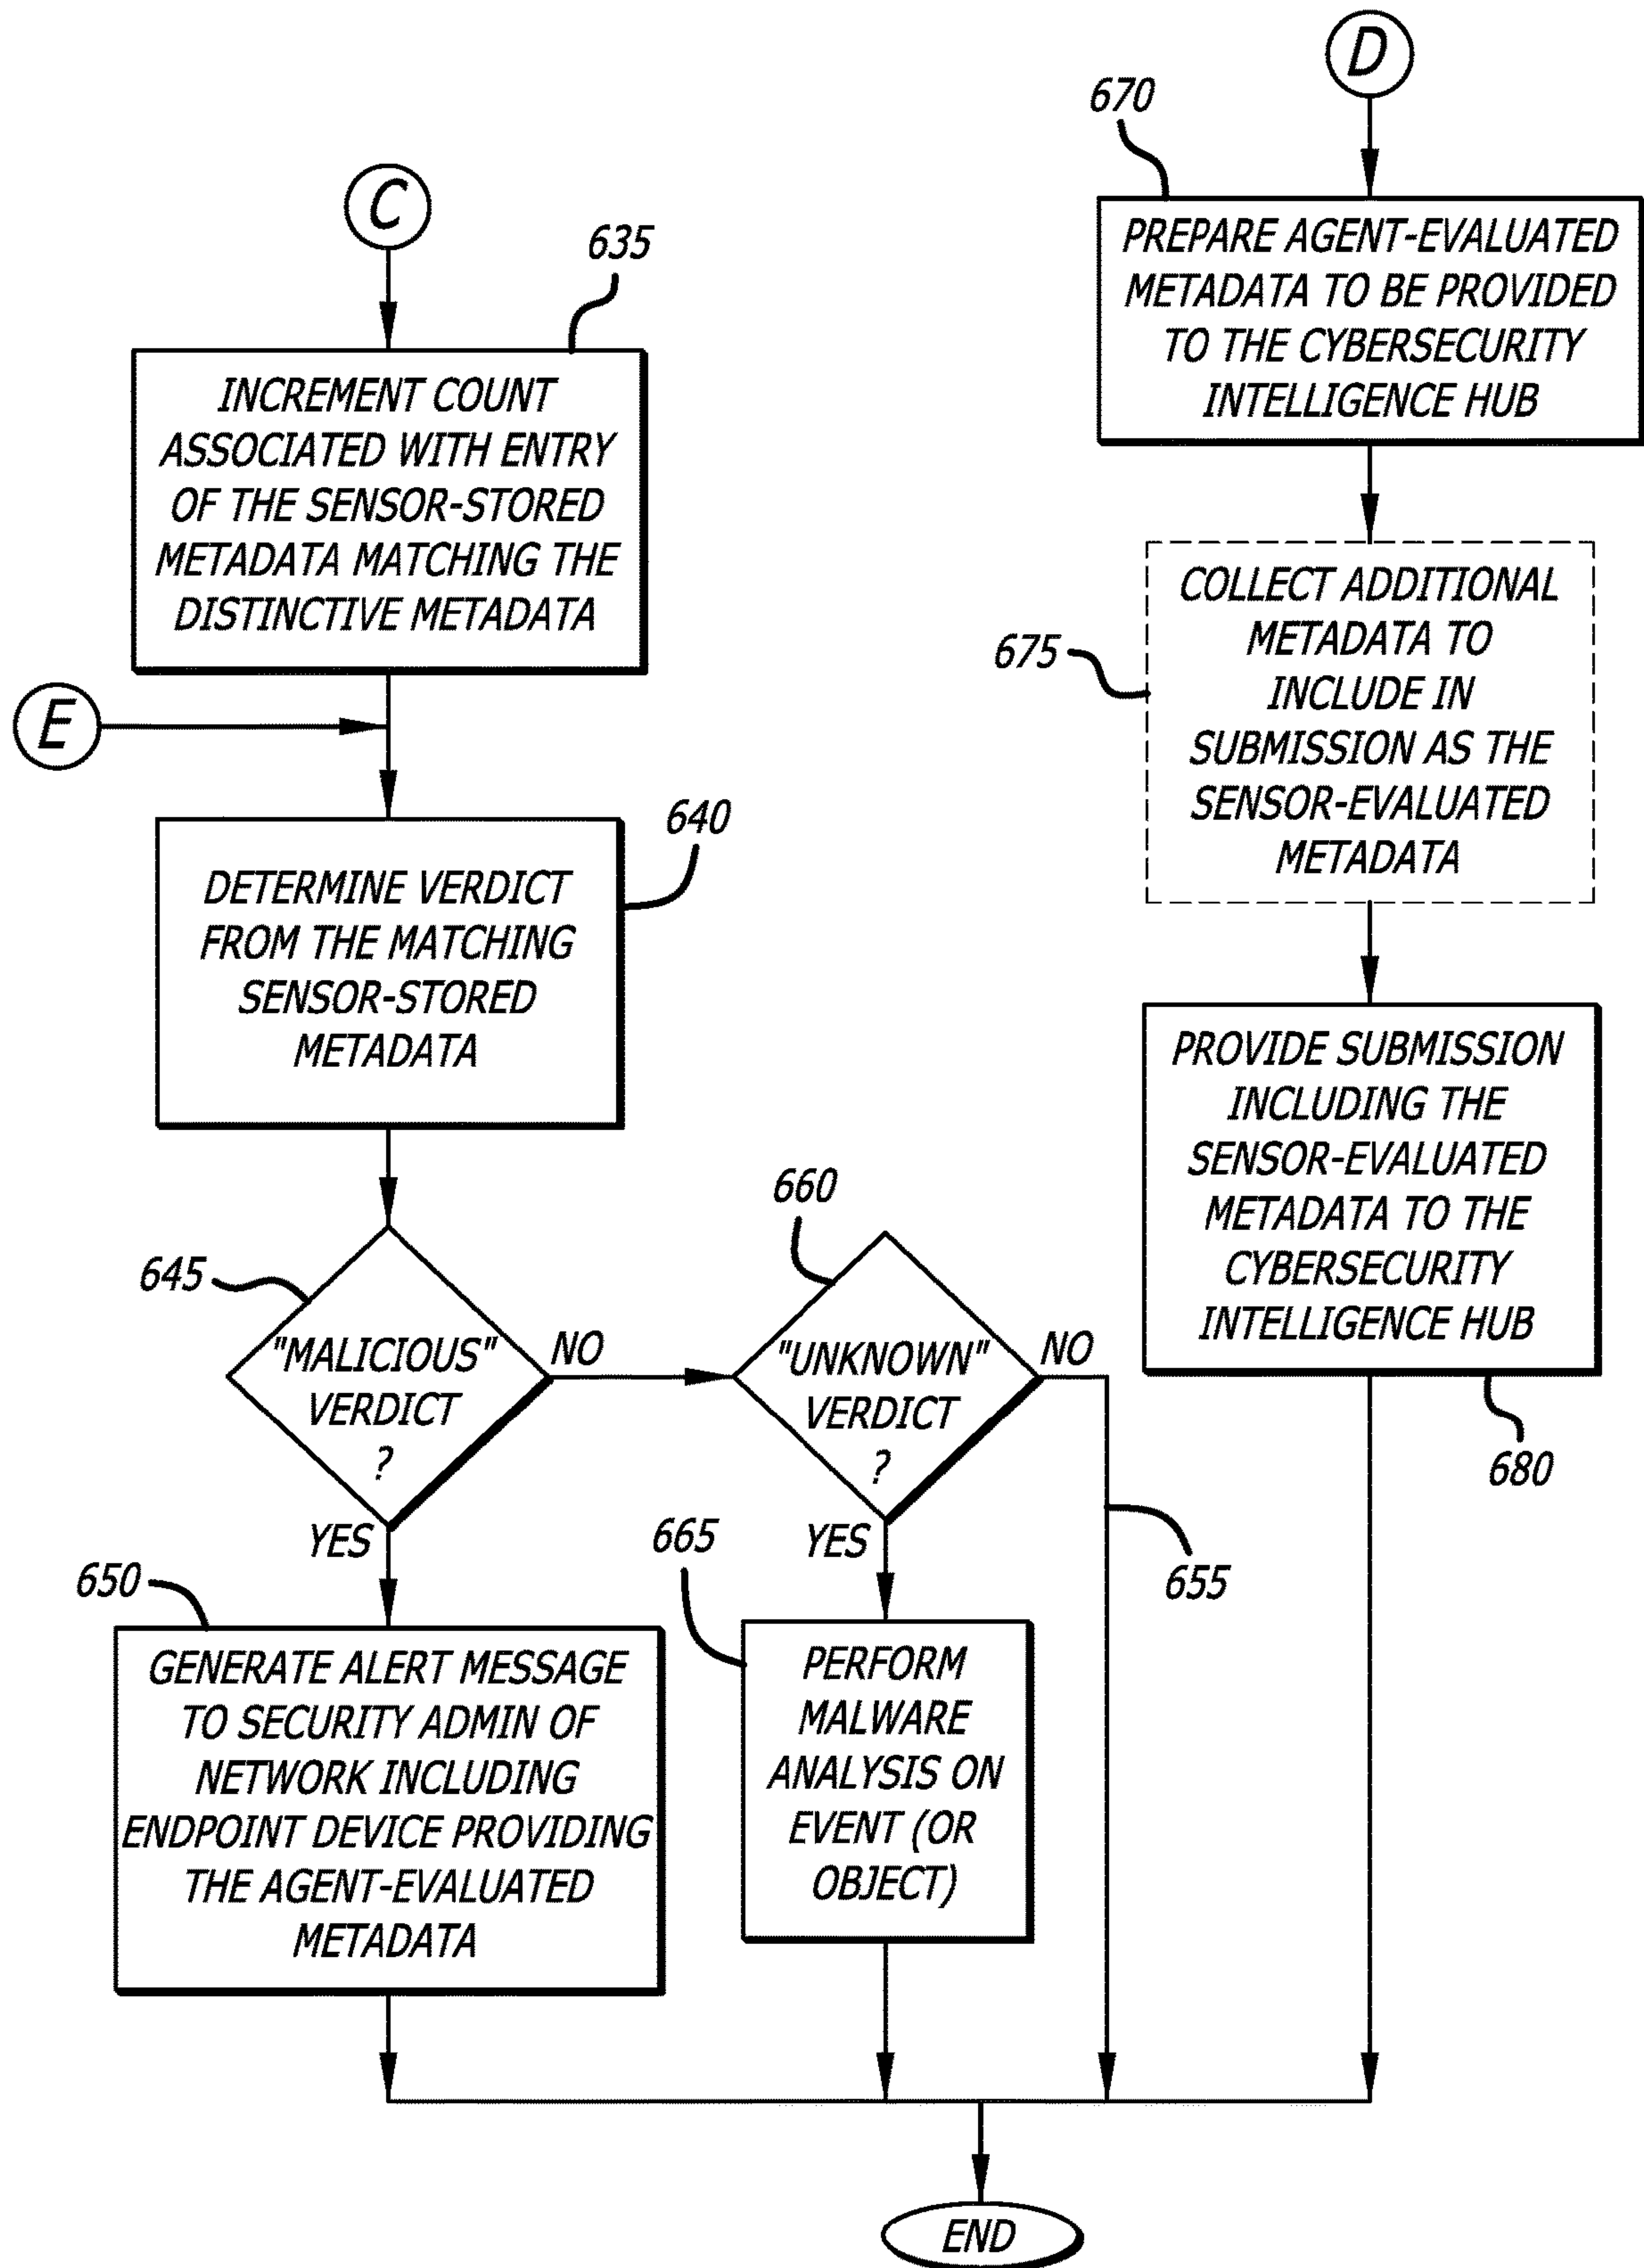 C
635
INCREMENT COUNT
ASSOCIATED WITH ENTRY
OF THE SENSOR-STORED
METADATA MATCHING THE
DISTINCTIVE METADATA
E
640
DETERMINE VERDICT
FROM THE MATCHING
SENSOR-STORED
METADATA
645
"MALICIOUS"
VERDICT
?
NO
YES
650
GENERATE ALERT MESSAGE
TO SECURITY ADMIN OF
NETWORK INCLUDING
ENDPOINT DEVICE PROVIDING
THE AGENT-EVALUATED
METADATA
660
"UNKNOWN"
VERDICT
?
NO
YES
655
665
PERFORM
MALWARE
ANALYSIS ON
EVENT (OR
OBJECT)
D
670
PREPARE AGENT-EVALUATED
METADATA TO BE PROVIDED
TO THE CYBERSECURITY
INTELLIGENCE HUB
675
COLLECT ADDITIONAL
METADATA TO
INCLUDE IN
SUBMISSION AS THE
SENSOR-EVALUATED
METADATA
PROVIDE SUBMISSION
INCLUDING THE
SENSOR-EVALUATED
METADATA TO THE
CYBERSECURITY
INTELLIGENCE HUB
680
END